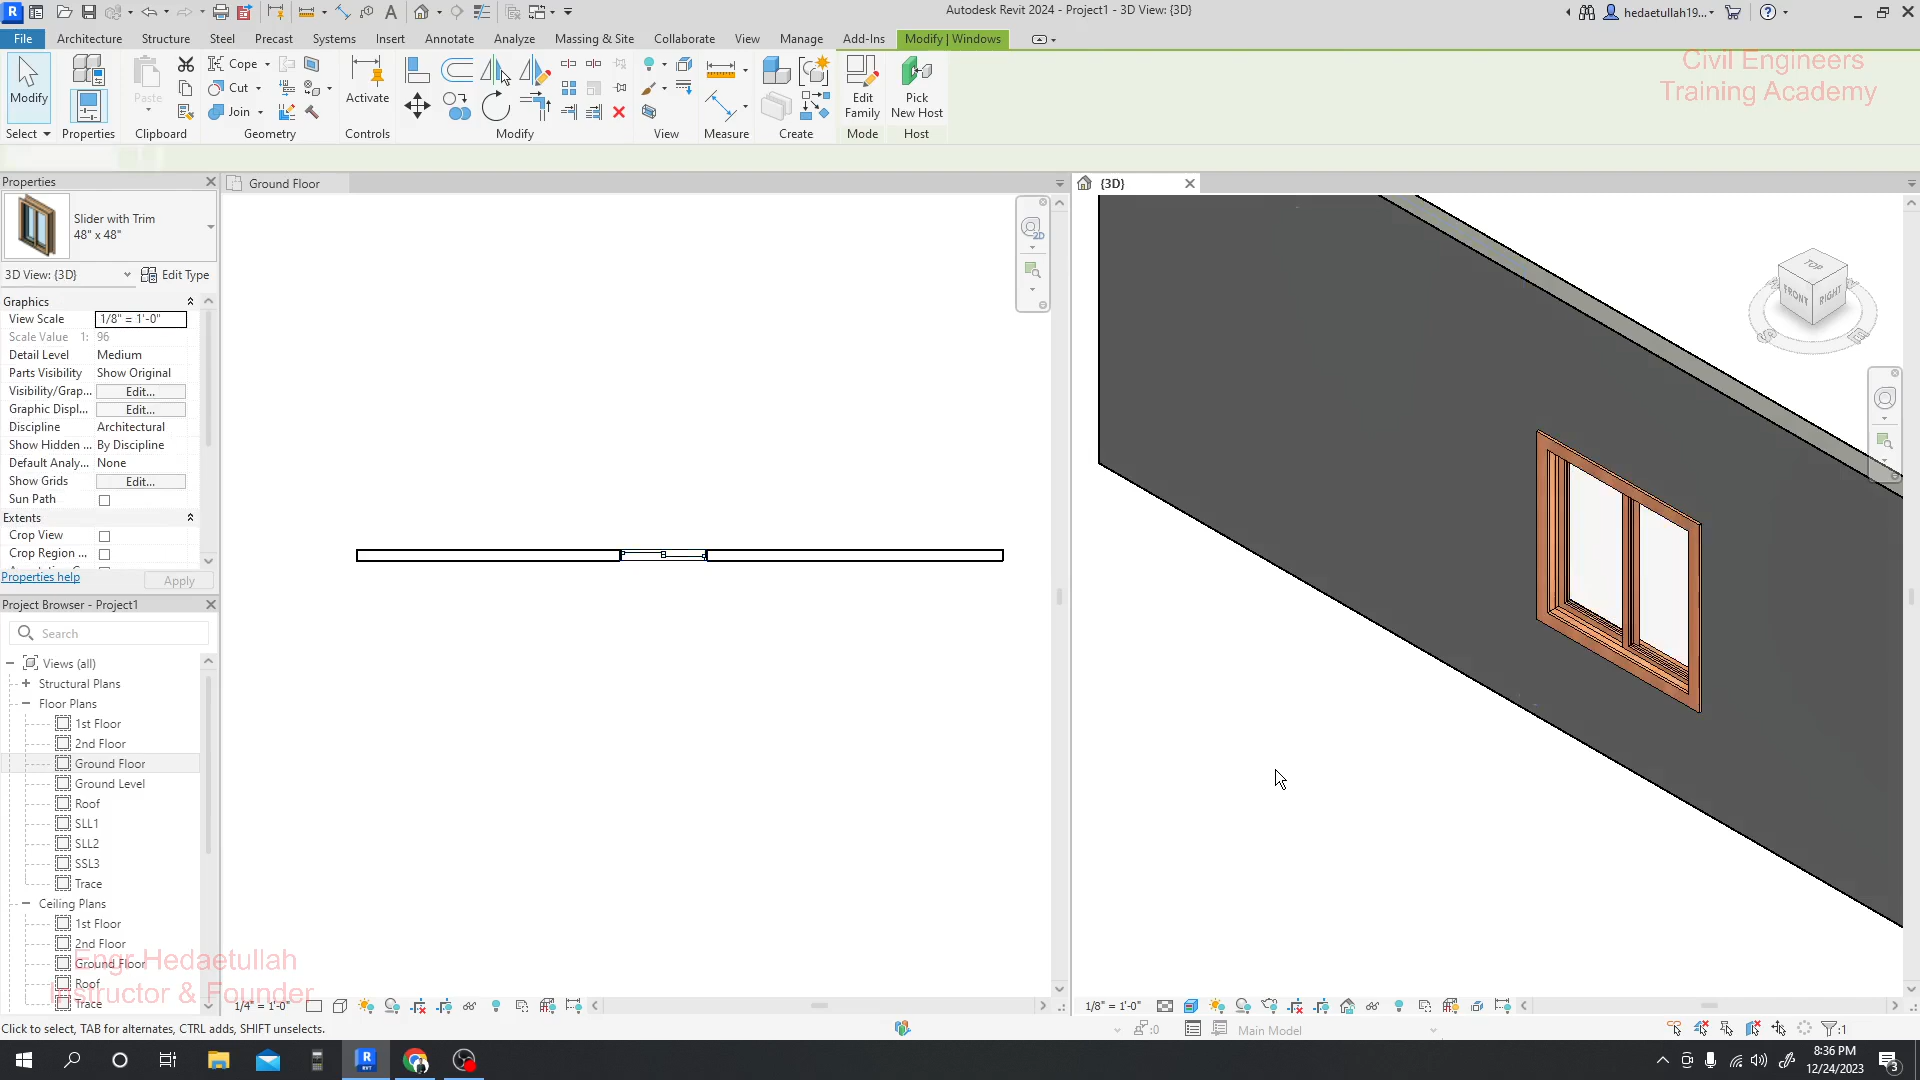 Autodesk Revit 2024 - Project1 - 3D View: {3D}
hedaetullah19...
File
Architecture
Structure
Steel
Precast
Systems
Insert
Annotate
Analyze
Massing & Site
Collaborate
View
Manage
Add-Ins
Modify | Windows
Modify
Paste
Cope
Cut
Join
Activate
Edit
Family
Pick
New Host
Civil Engineers
Training Academy
Select
Properties
Clipboard
Geometry
Controls
Modify
View
Measure
Create
Mode
Host
Properties
Slider with Trim
48" x 48"
3D View: {3D}
Edit Type
Graphics
View Scale 1/8" = 1'-0"
Scale Value 1: 96
Detail Level Medium
Parts Visibility Show Original
Visibility/Grap... Edit...
Graphic Displ... Edit...
Discipline Architectural
Show Hidden ... By Discipline
Default Analy... None
Show Grids Edit...
Sun Path
Extents
Crop View
Crop Region ...
Properties help
Apply
Project Browser - Project1
Search
Views (all)
Structural Plans
Floor Plans
1st Floor
2nd Floor
Ground Floor
Ground Level
Roof
SLL1
SLL2
SSL3
Trace
Ceiling Plans
1st Floor
2nd Floor
Ground Floor
Roof
Trace
Engr.Hedaetullah
Instructor & Founder
Ground Floor
2D
{3D}
TOP
FRONT
RIGHT
1/4" = 1'-0"
1/8" = 1'-0"
Click to select, TAB for alternates, CTRL adds, SHIFT unselects.
:0
Main Model
:1
R
RVT
8:36 PM
12/24/2023
3